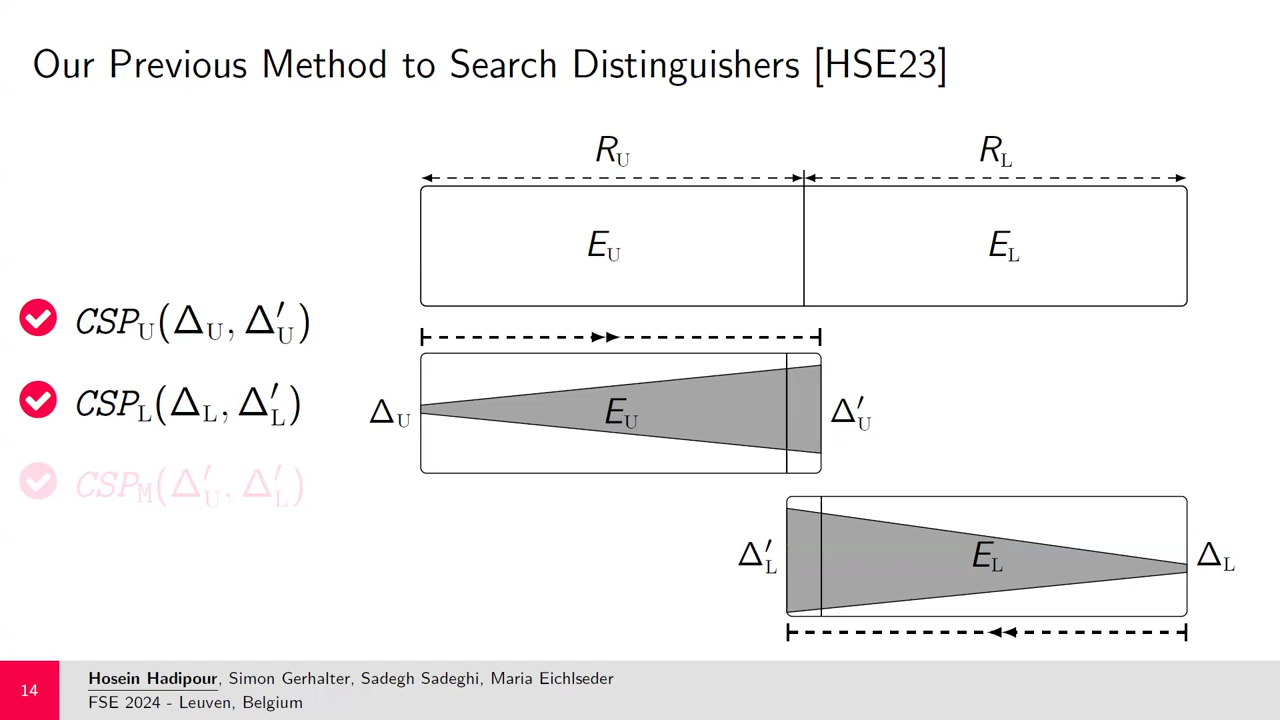 Our Previous Method to Search Distinguishers [HSE23]
R_U R_L
E_U E_L
CSP_U(Δ_U, Δ′_U)
CSP_L(Δ_L, Δ′_L)
CSP_M(Δ′_U, Δ′_L)
Δ_U E_U Δ′_U
Δ′_L E_L Δ_L
14
Hosein Hadipour, Simon Gerhalter, Sadegh Sadeghi, Maria Eichlseder
FSE 2024 - Leuven, Belgium